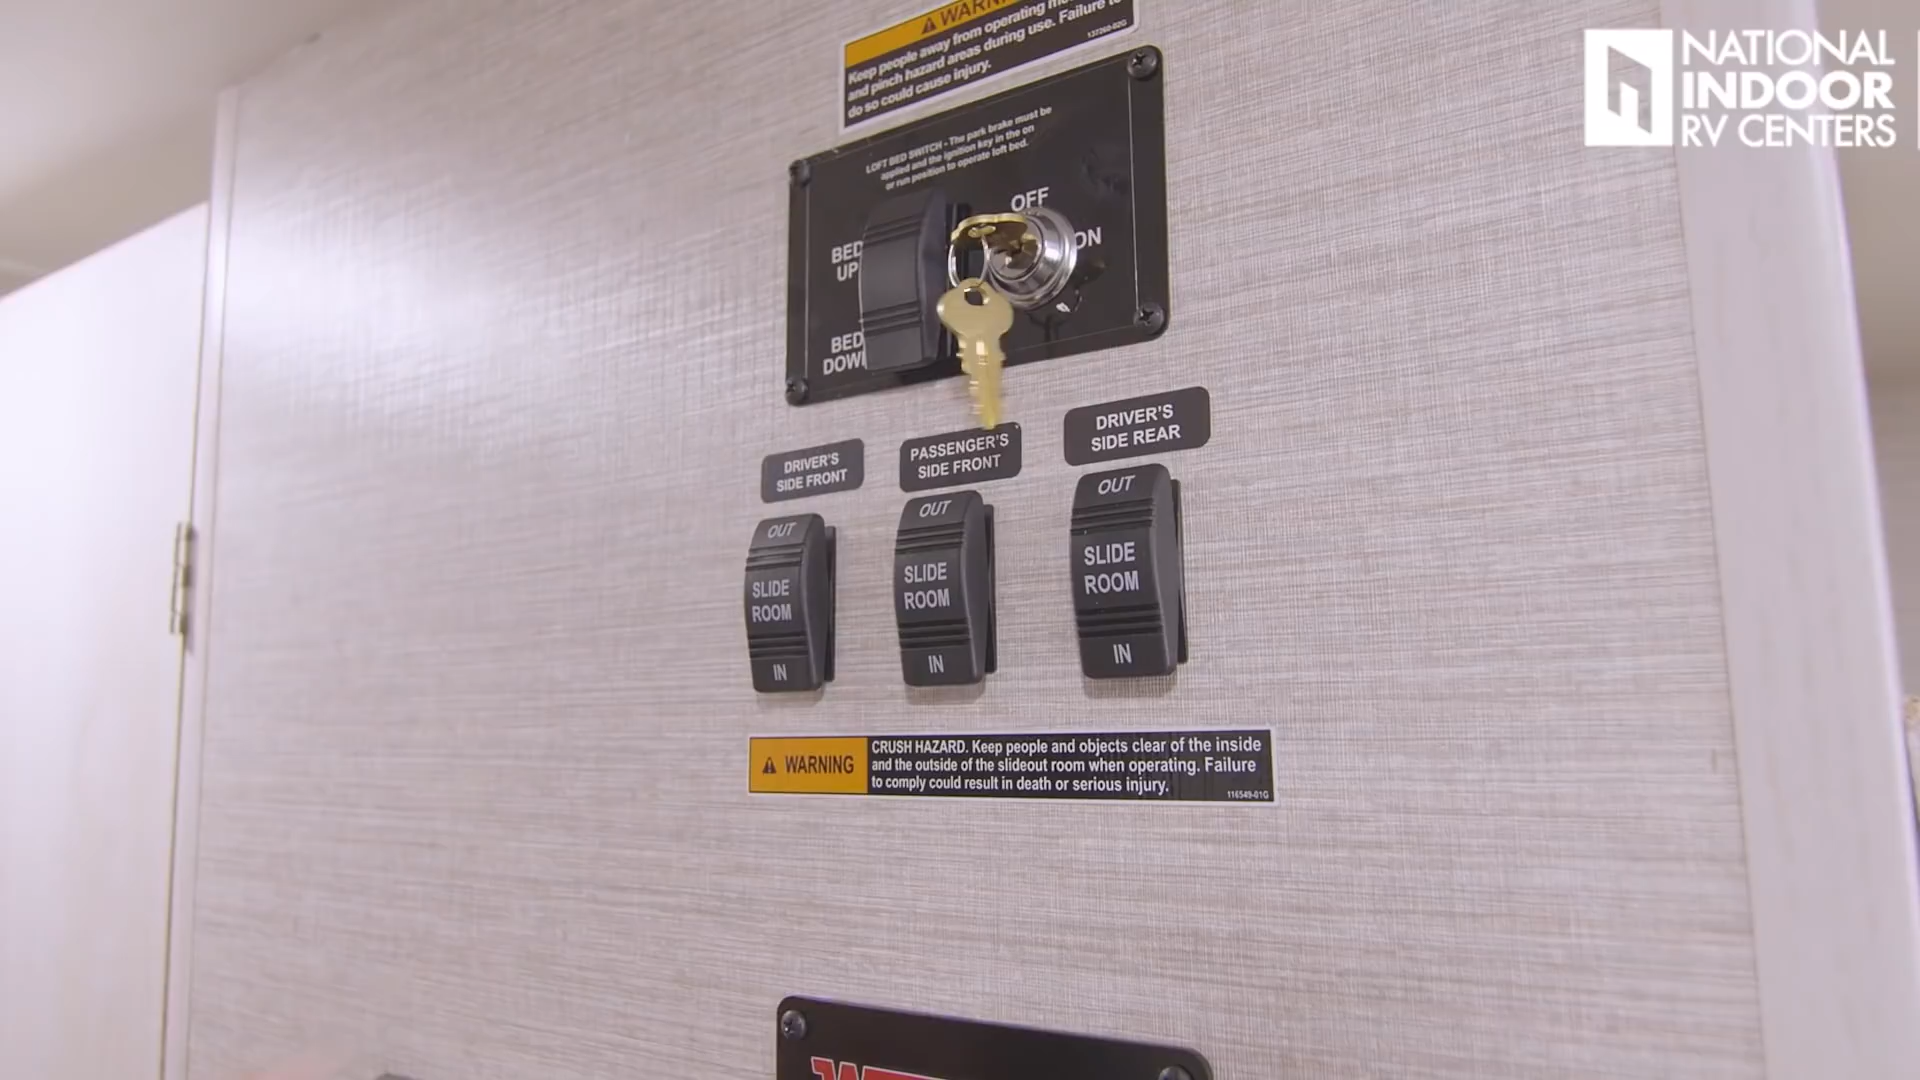 NATIONAL
INDOOR
RV CENTERS
Keep people away from operating
and pinch hazard areas during use. Failure to
do so could cause injury.
137260-02G
LOFT BED SWITCH - The park brake must be
applied and the ignition key in the on
or run position to operate loft bed.
OFF
ON
BED
UP
BED
DOWN
DRIVER'S
SIDE FRONT
PASSENGER'S
SIDE FRONT
DRIVER'S
SIDE REAR
OUT
SLIDE
ROOM
IN
OUT
SLIDE
ROOM
IN
OUT
SLIDE
ROOM
IN
WARNING
CRUSH HAZARD. Keep people and objects clear of the inside
and the outside of the slideout room when operating. Failure
to comply could result in death or serious injury.
116549-01G